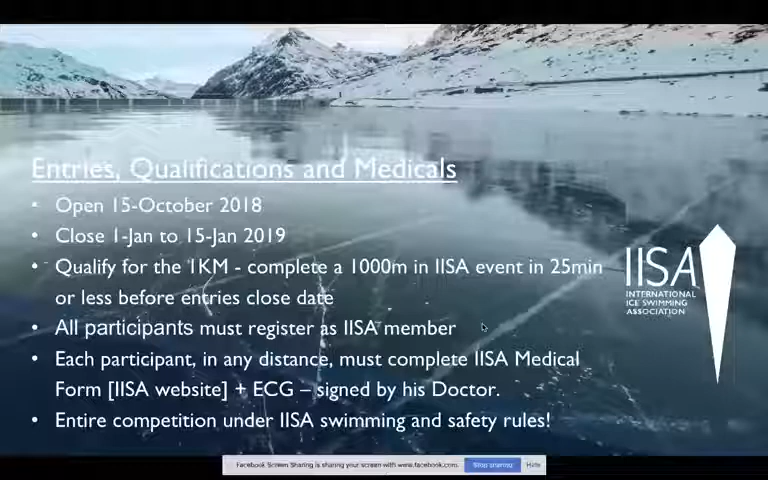 Entries, Qualifications and Medicals
• Open 15-October 2018
• Close 1-Jan to 15-Jan 2019
• Qualify for the 1KM - complete a 1000m in IISA event in 25min
or less before entries close date
• All participants must register as IISA member
• Each participant, in any distance, must complete IISA Medical
Form [IISA website] + ECG – signed by his Doctor.
• Entire competition under IISA swimming and safety rules!
IISA
INTERNATIONAL
ICE SWIMMING
ASSOCIATION
Facebook Screen Sharing is sharing your screen with www.facebook.com. Stop sharing Hide